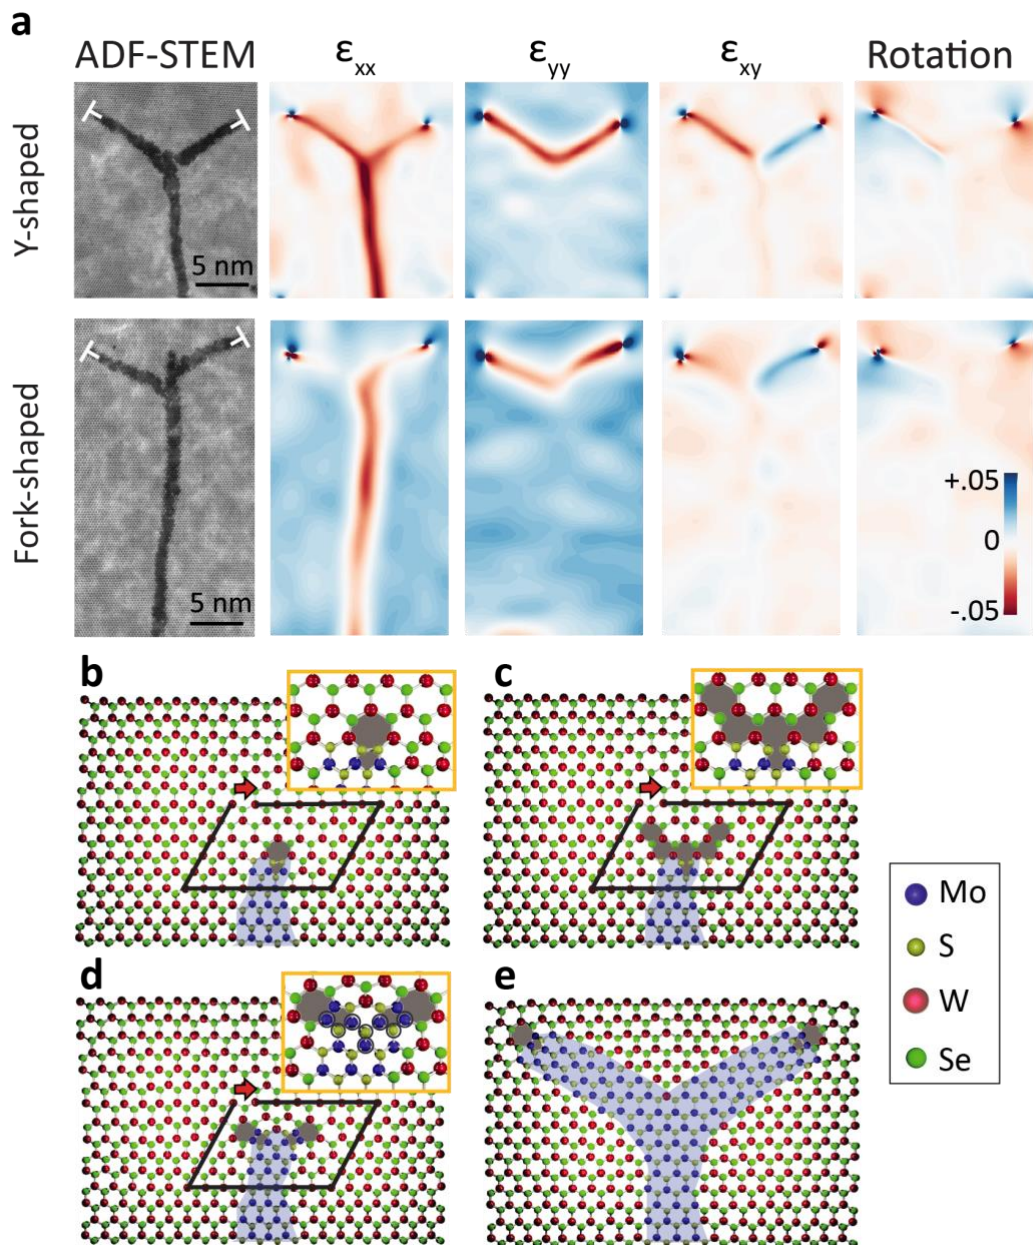 a
ADF-STEM εxx εyy εxy Rotation
Y-shaped
5 nm
Fork-shaped
5 nm
+.05
0
-.05
b
c
d
e
Mo
S
W
Se